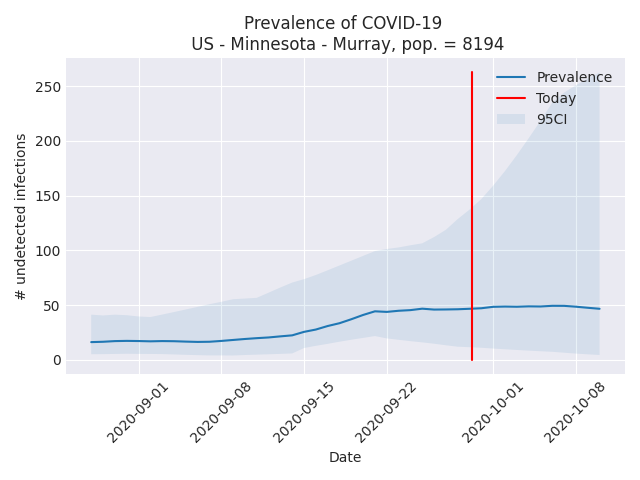 Prevalence of COVID-19
US - Minnesota - Murray, pop. = 8194
Prevalence
Today
95CI
# undetected infections
250
200
150
100
50
0
2020-09-01
2020-09-08
2020-09-15
2020-09-22
2020-10-01
2020-10-08
Date